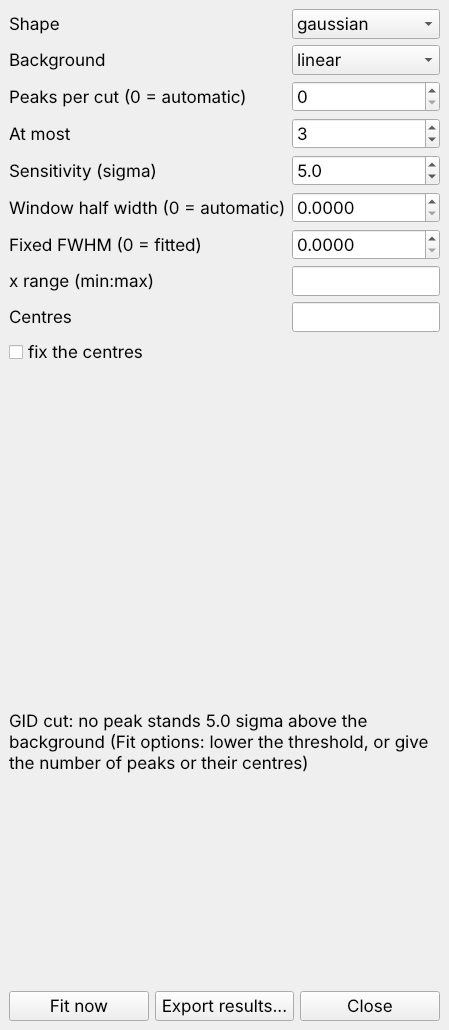 Shape gaussian
Background linear
Peaks per cut (0 = automatic) 0
At most 3
Sensitivity (sigma) 5.0
Window half width (0 = automatic) 0.0000
Fixed FWHM (0 = fitted) 0.0000
x range (min:max)
Centres
fix the centres
GID cut: no peak stands 5.0 sigma above the
background (Fit options: lower the threshold, or give
the number of peaks or their centres)
Fit now Export results... Close